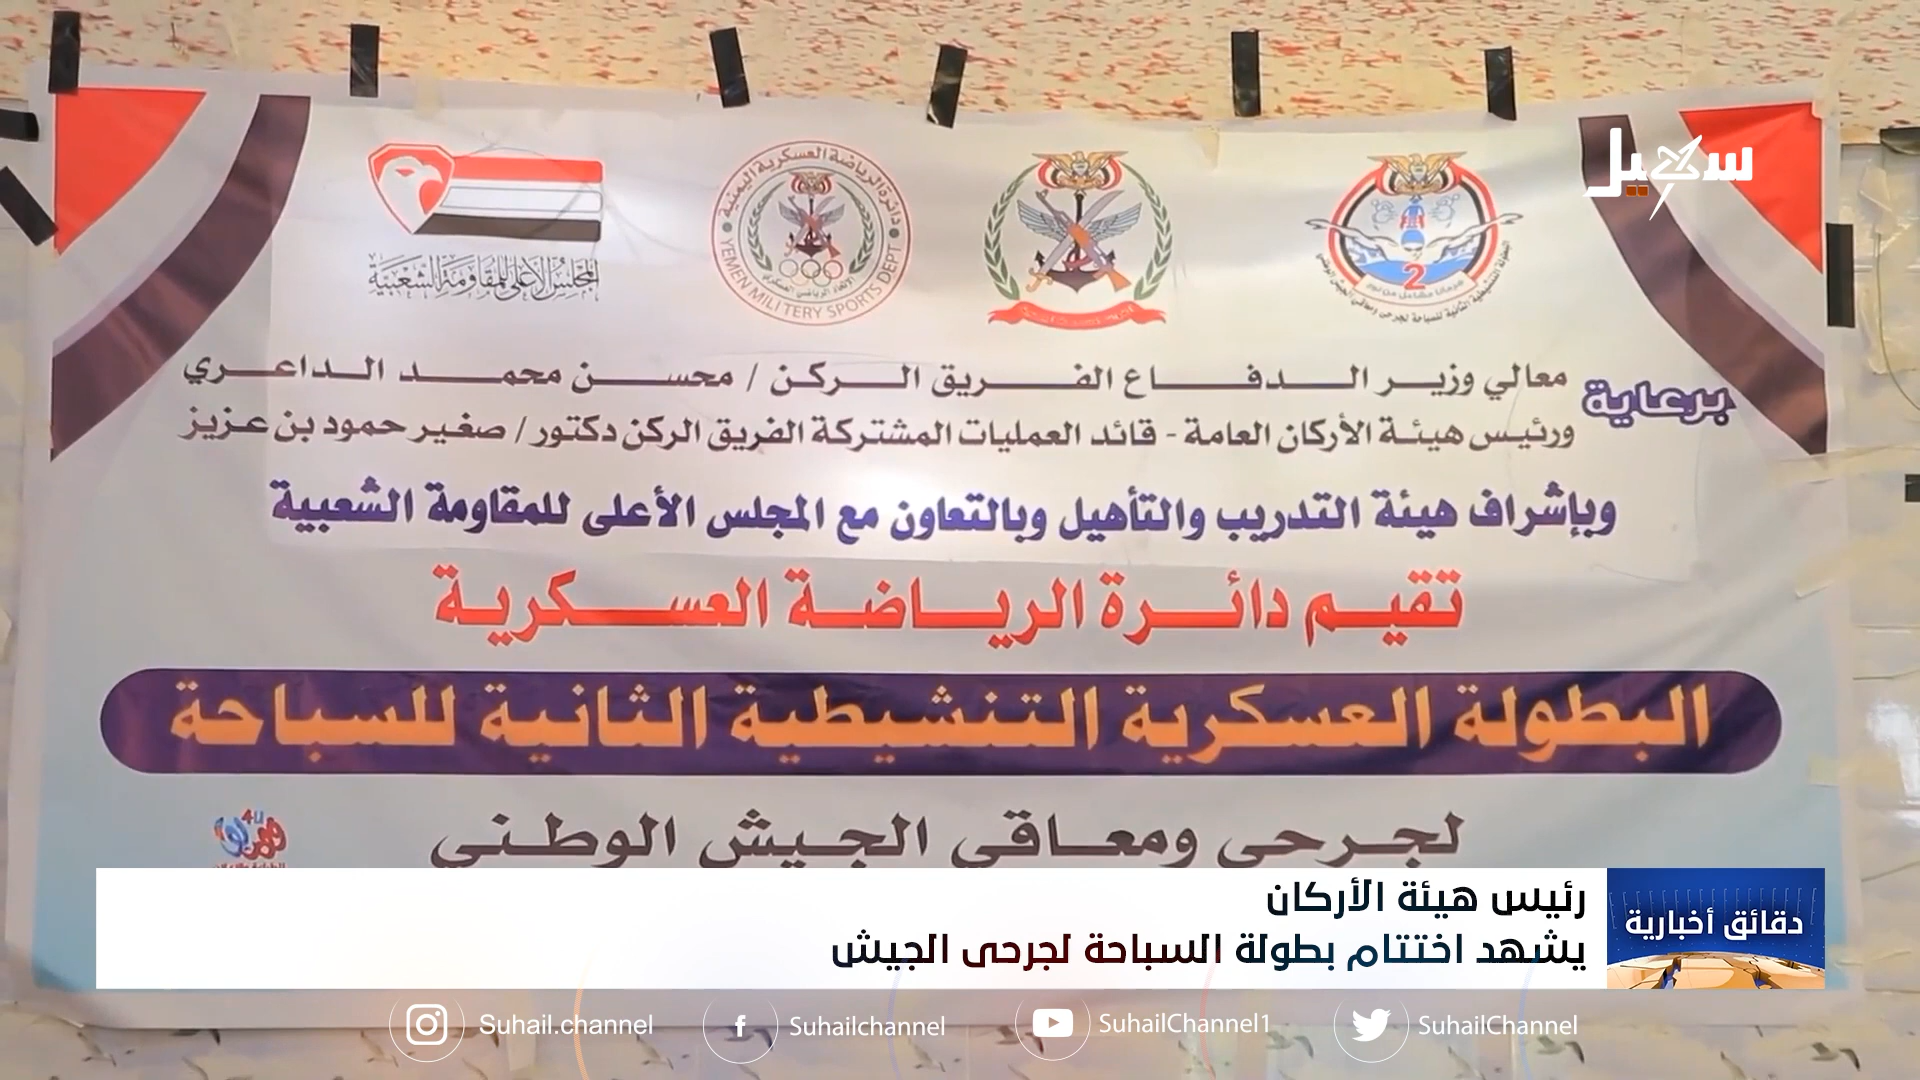 سهيل
المجلس الأعلى للمقاومة الشعبية
دائرة الرياضة العسكرية اليمنية
YEMEN MILITERY SPORTS DEPT
2
برعاية
معالي وزير الدفاع الفريق الركن / محسن محمد الداعري
ورئيس هيئة الأركان العامة - قائد العمليات المشتركة الفريق الركن دكتور/ صغير حمود بن عزيز
وبإشراف هيئة التدريب والتأهيل وبالتعاون مع المجلس الأعلى للمقاومة الشعبية
تقيم دائرة الرياضة العسكرية
البطولة العسكرية التنشيطية الثانية للسباحة
لجرحى ومعاقي الجيش الوطني
4U
دقائق أخبارية
رئيس هيئة الأركان
يشهد اختتام بطولة السباحة لجرحى الجيش
Suhail.channel
Suhailchannel
SuhailChannel1
SuhailChannel